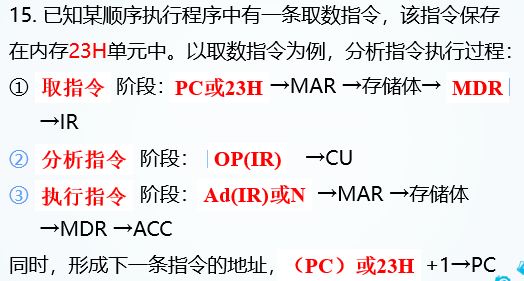 15. 已知某顺序执行程序中有一条取数指令，该指令保存
在内存23H单元中。以取数指令为例，分析指令执行过程：
① 取指令 阶段：PC或23H →MAR →存储体→ MDR
→IR
② 分析指令 阶段： OP(IR) →CU
③ 执行指令 阶段： Ad(IR)或N →MAR →存储体
→MDR →ACC
同时，形成下一条指令的地址，（PC）或23H +1→PC